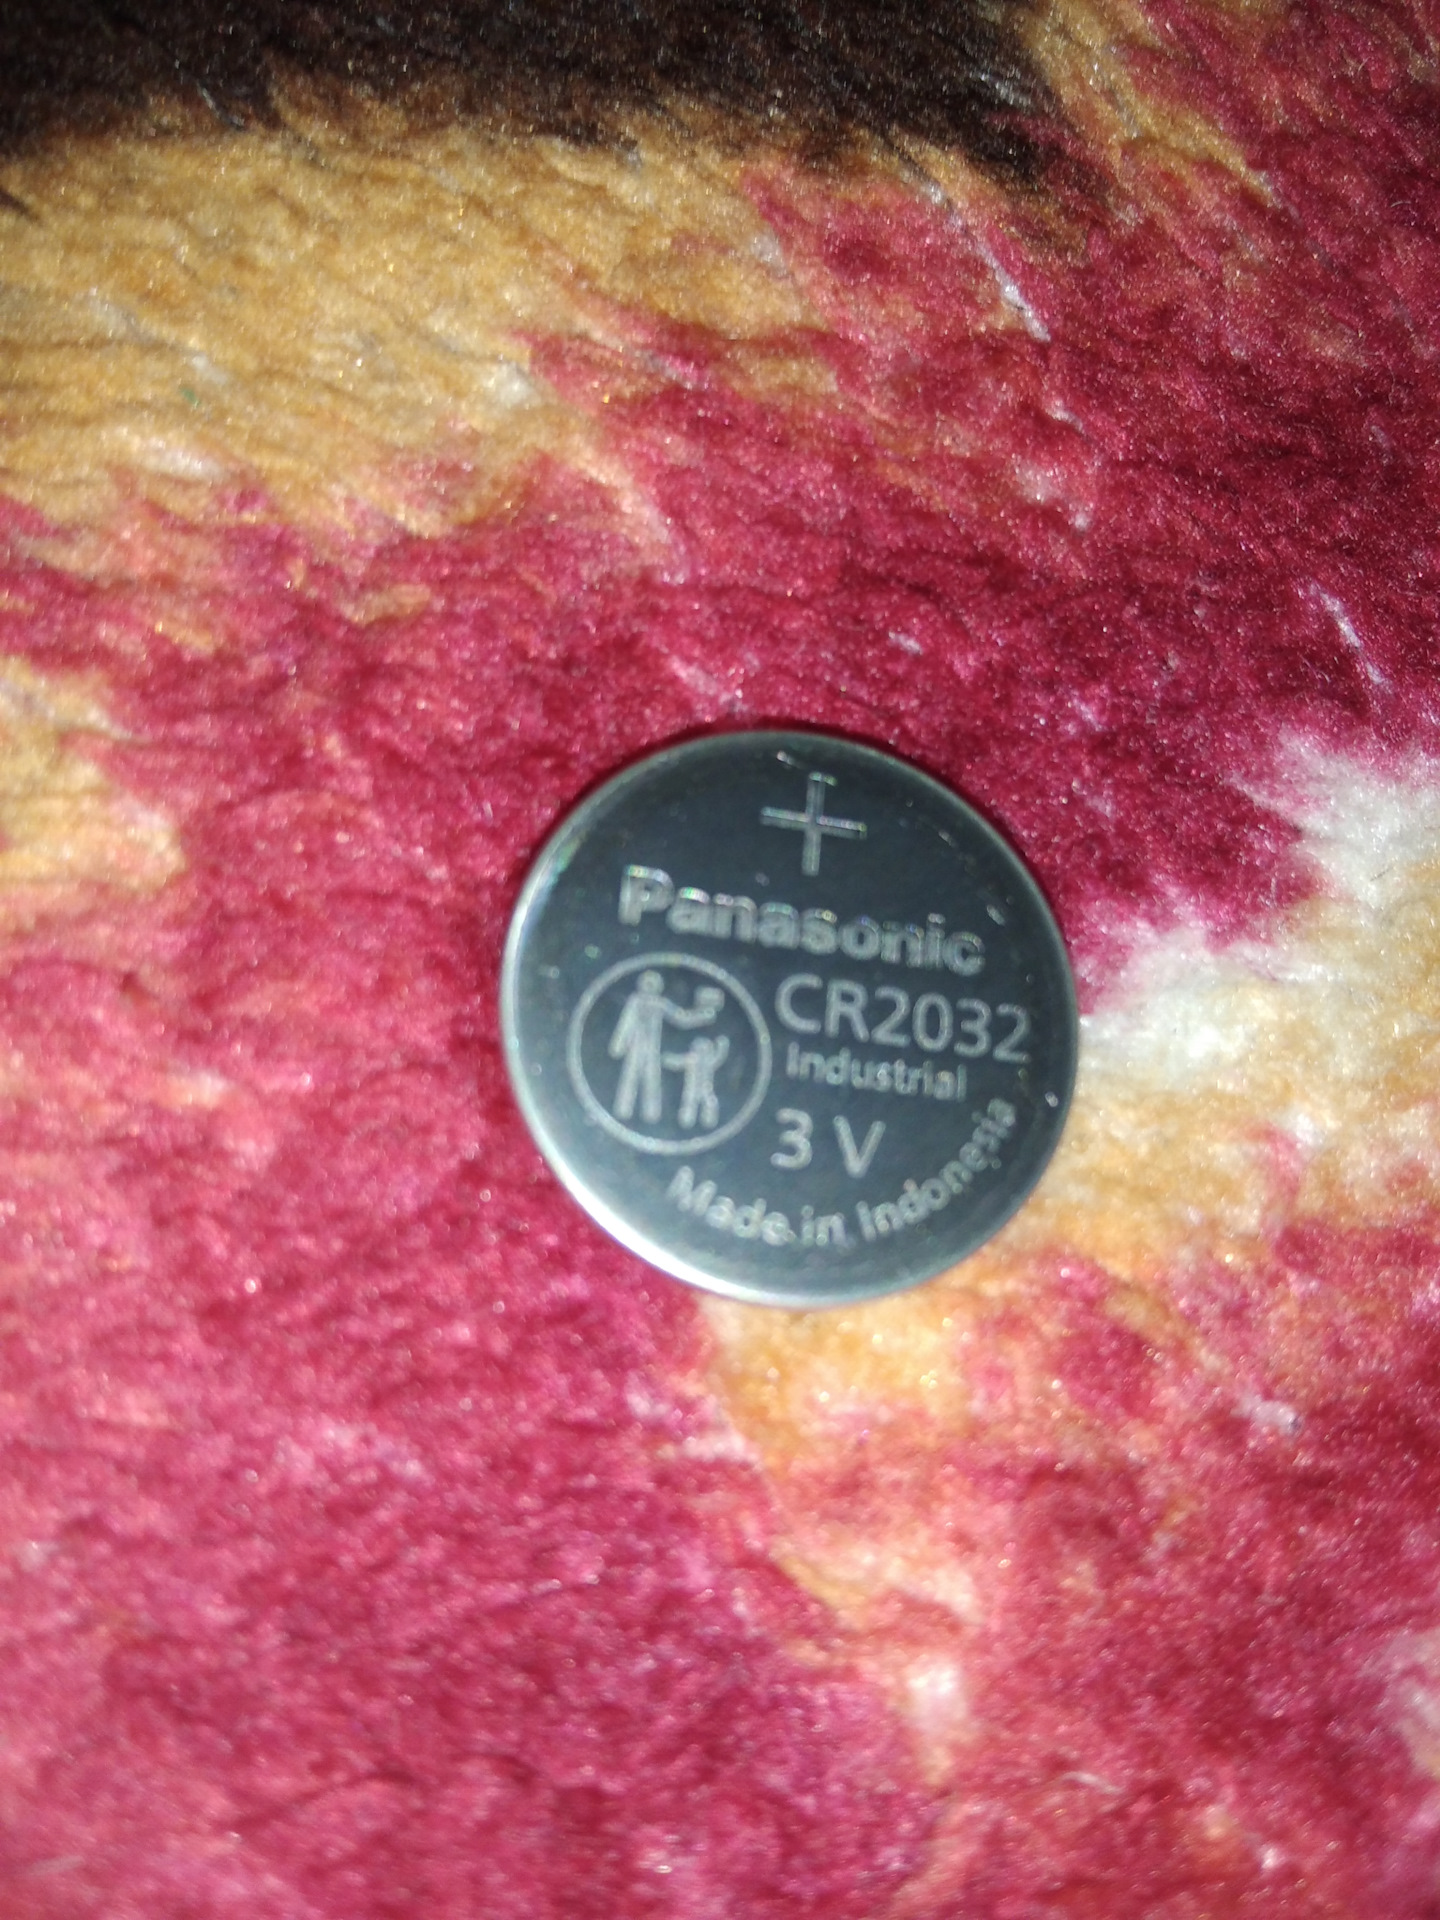 +
Panasonic
CR2032
Industrial
3 V
Made in Indonesia